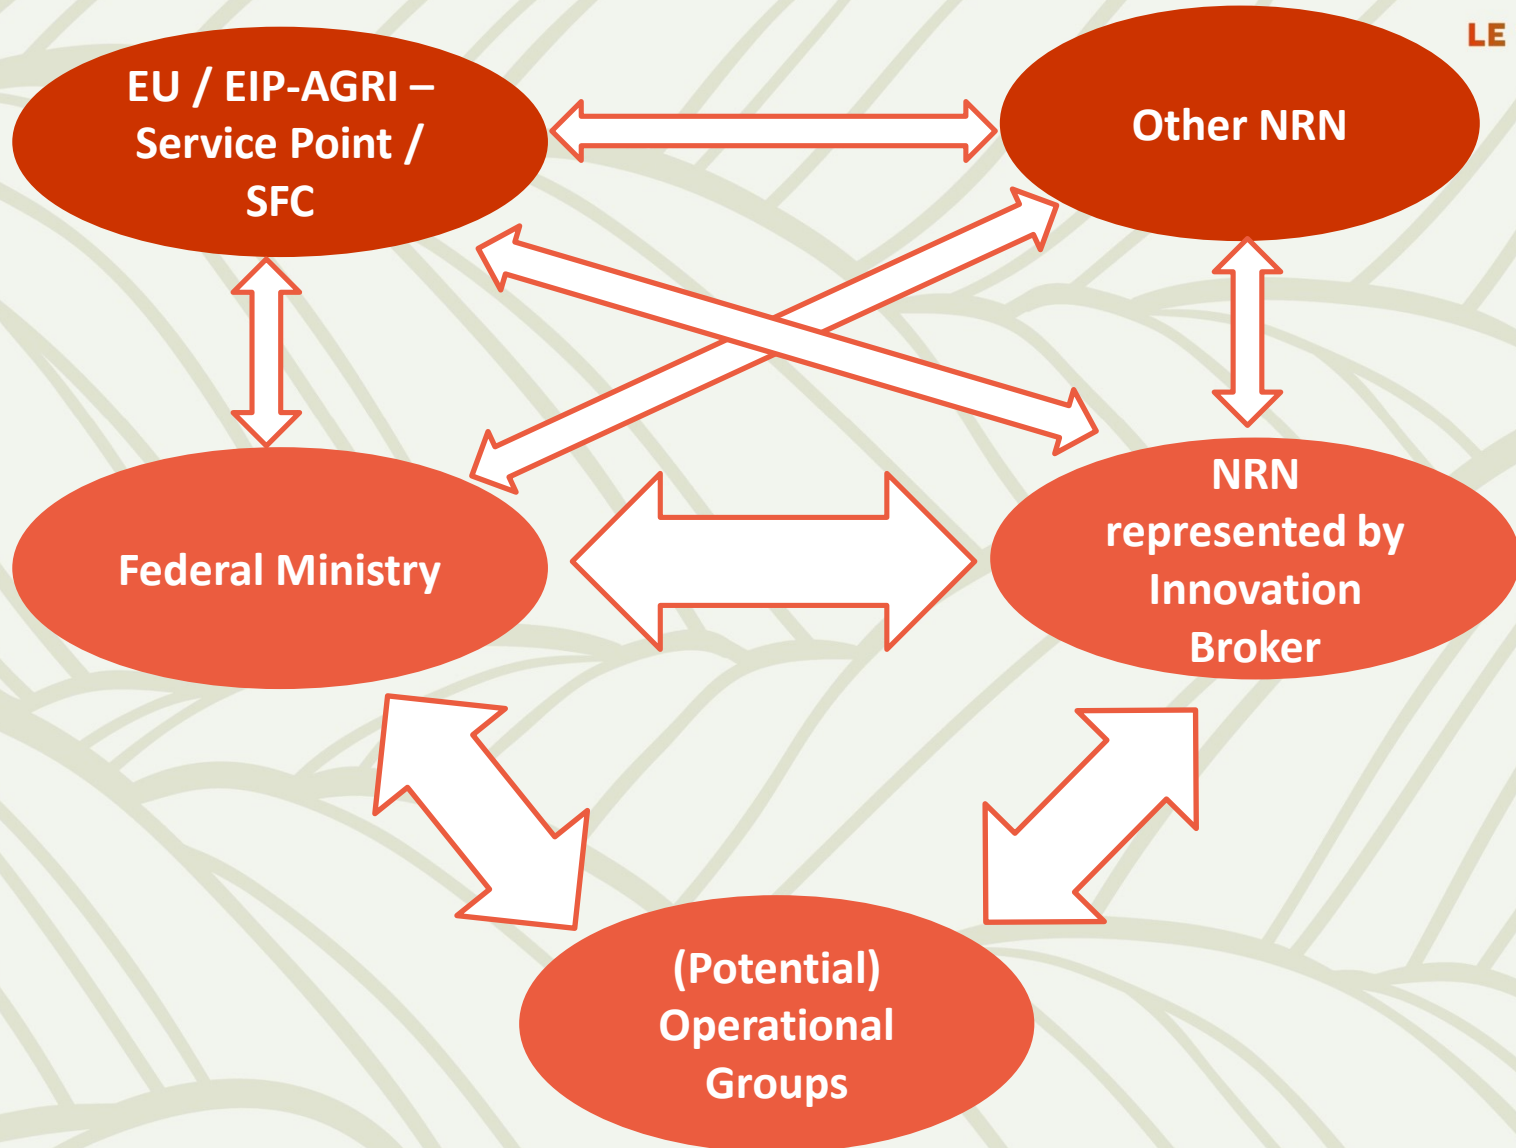 EU / EIP-AGRI –
Service Point /
SFC
Other NRN
LE
Federal Ministry
NRN
represented by
Innovation
Broker
(Potential)
Operational
Groups